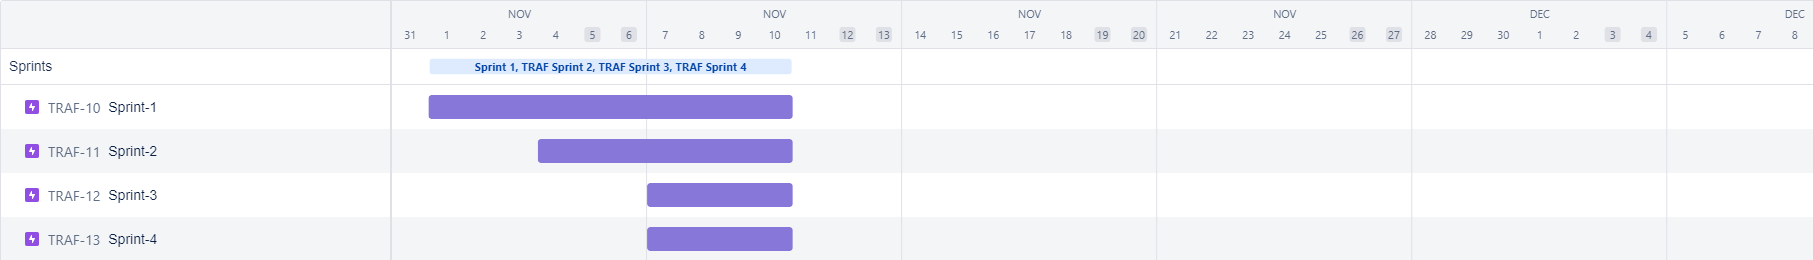 NOV NOV NOV NOV DEC DEC
31 1 2 3 4 5 6 7 8 9 10 11 12 13 14 15 16 17 18 19 20 21 22 23 24 25 26 27 28 29 30 1 2 3 4 5 6 7 8
Sprints Sprint 1, TRAF Sprint 2, TRAF Sprint 3, TRAF Sprint 4
TRAF-10 Sprint-1
TRAF-11 Sprint-2
TRAF-12 Sprint-3
TRAF-13 Sprint-4